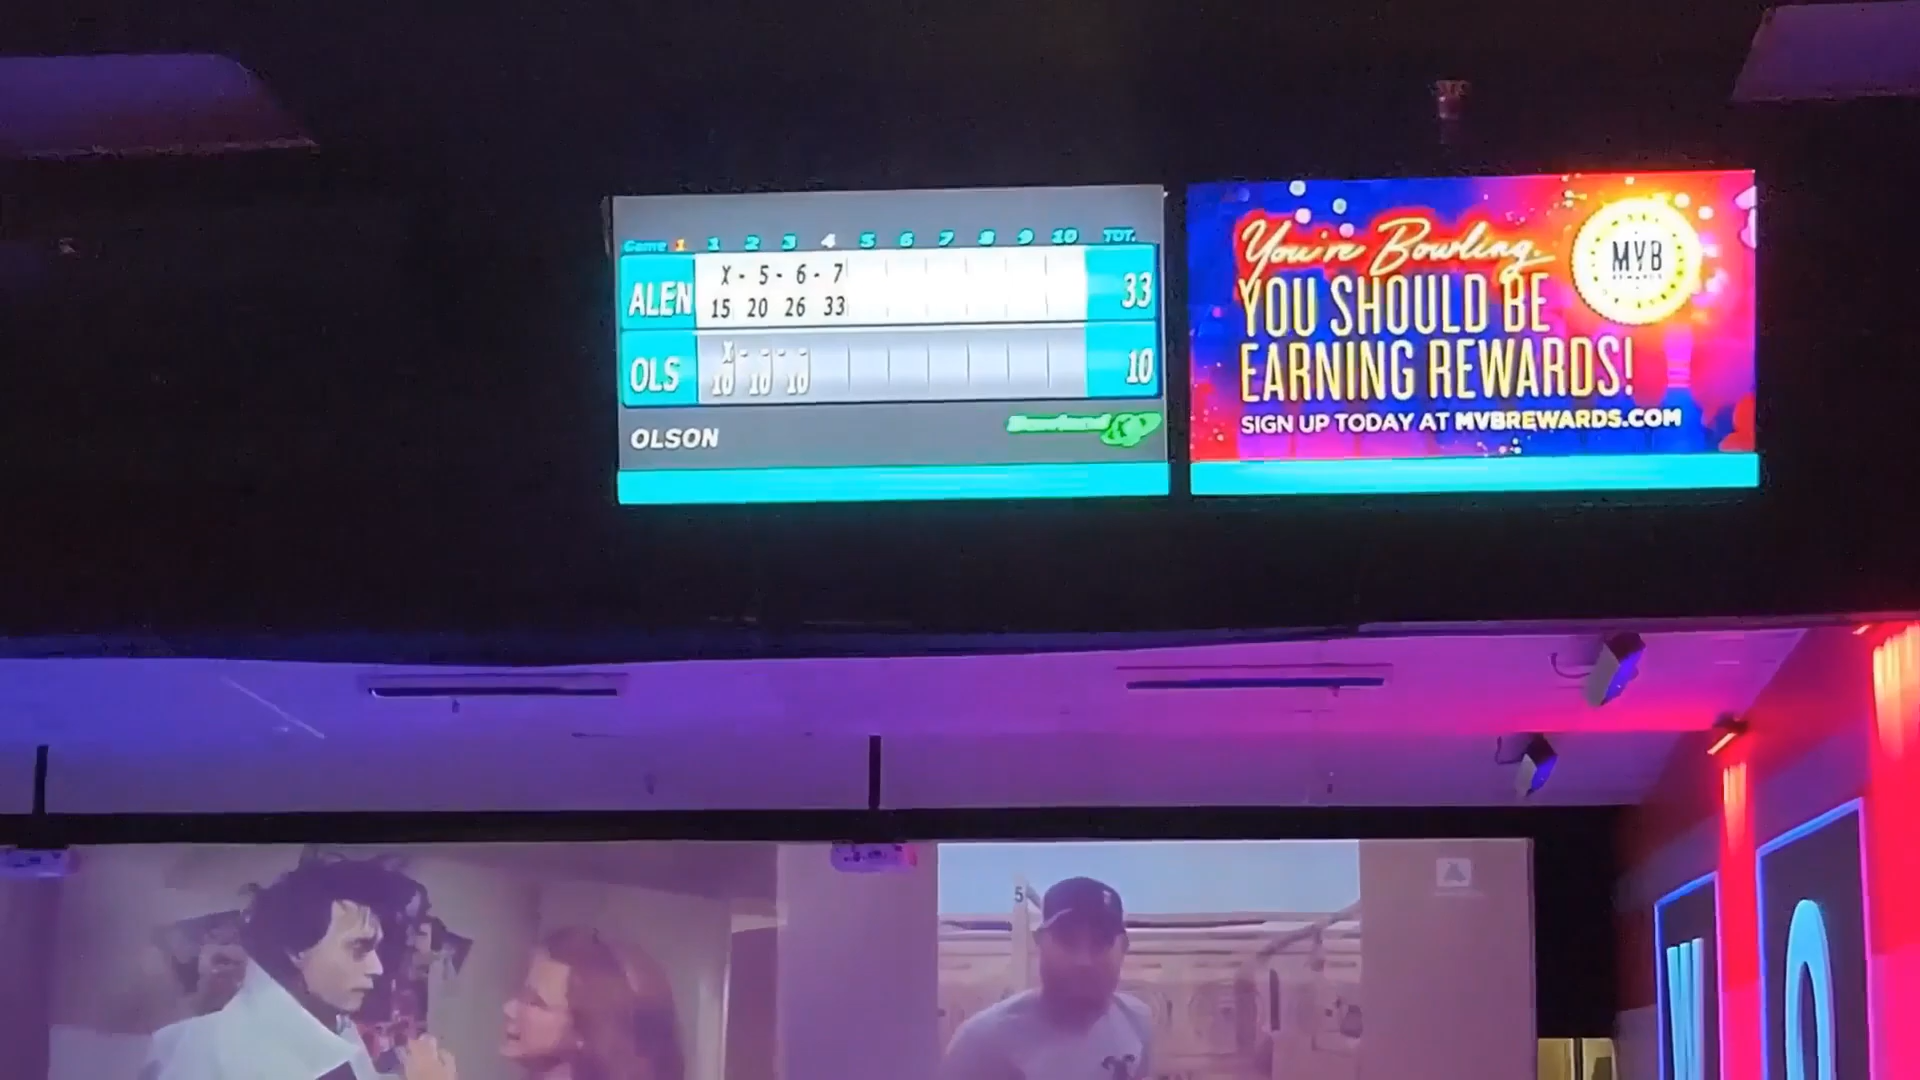 Game 1 1 2 3 4 5 6 7 8 9 10 TOT.
ALEN X - 5 - 6 - 7
15 20 26 33 33
OLS X - - - -
10 10 10 10
OLSON
You're Bowling.
YOU SHOULD BE
EARNING REWARDS!
SIGN UP TODAY AT MVBREWARDS.COM
MVB
REWARDS
5